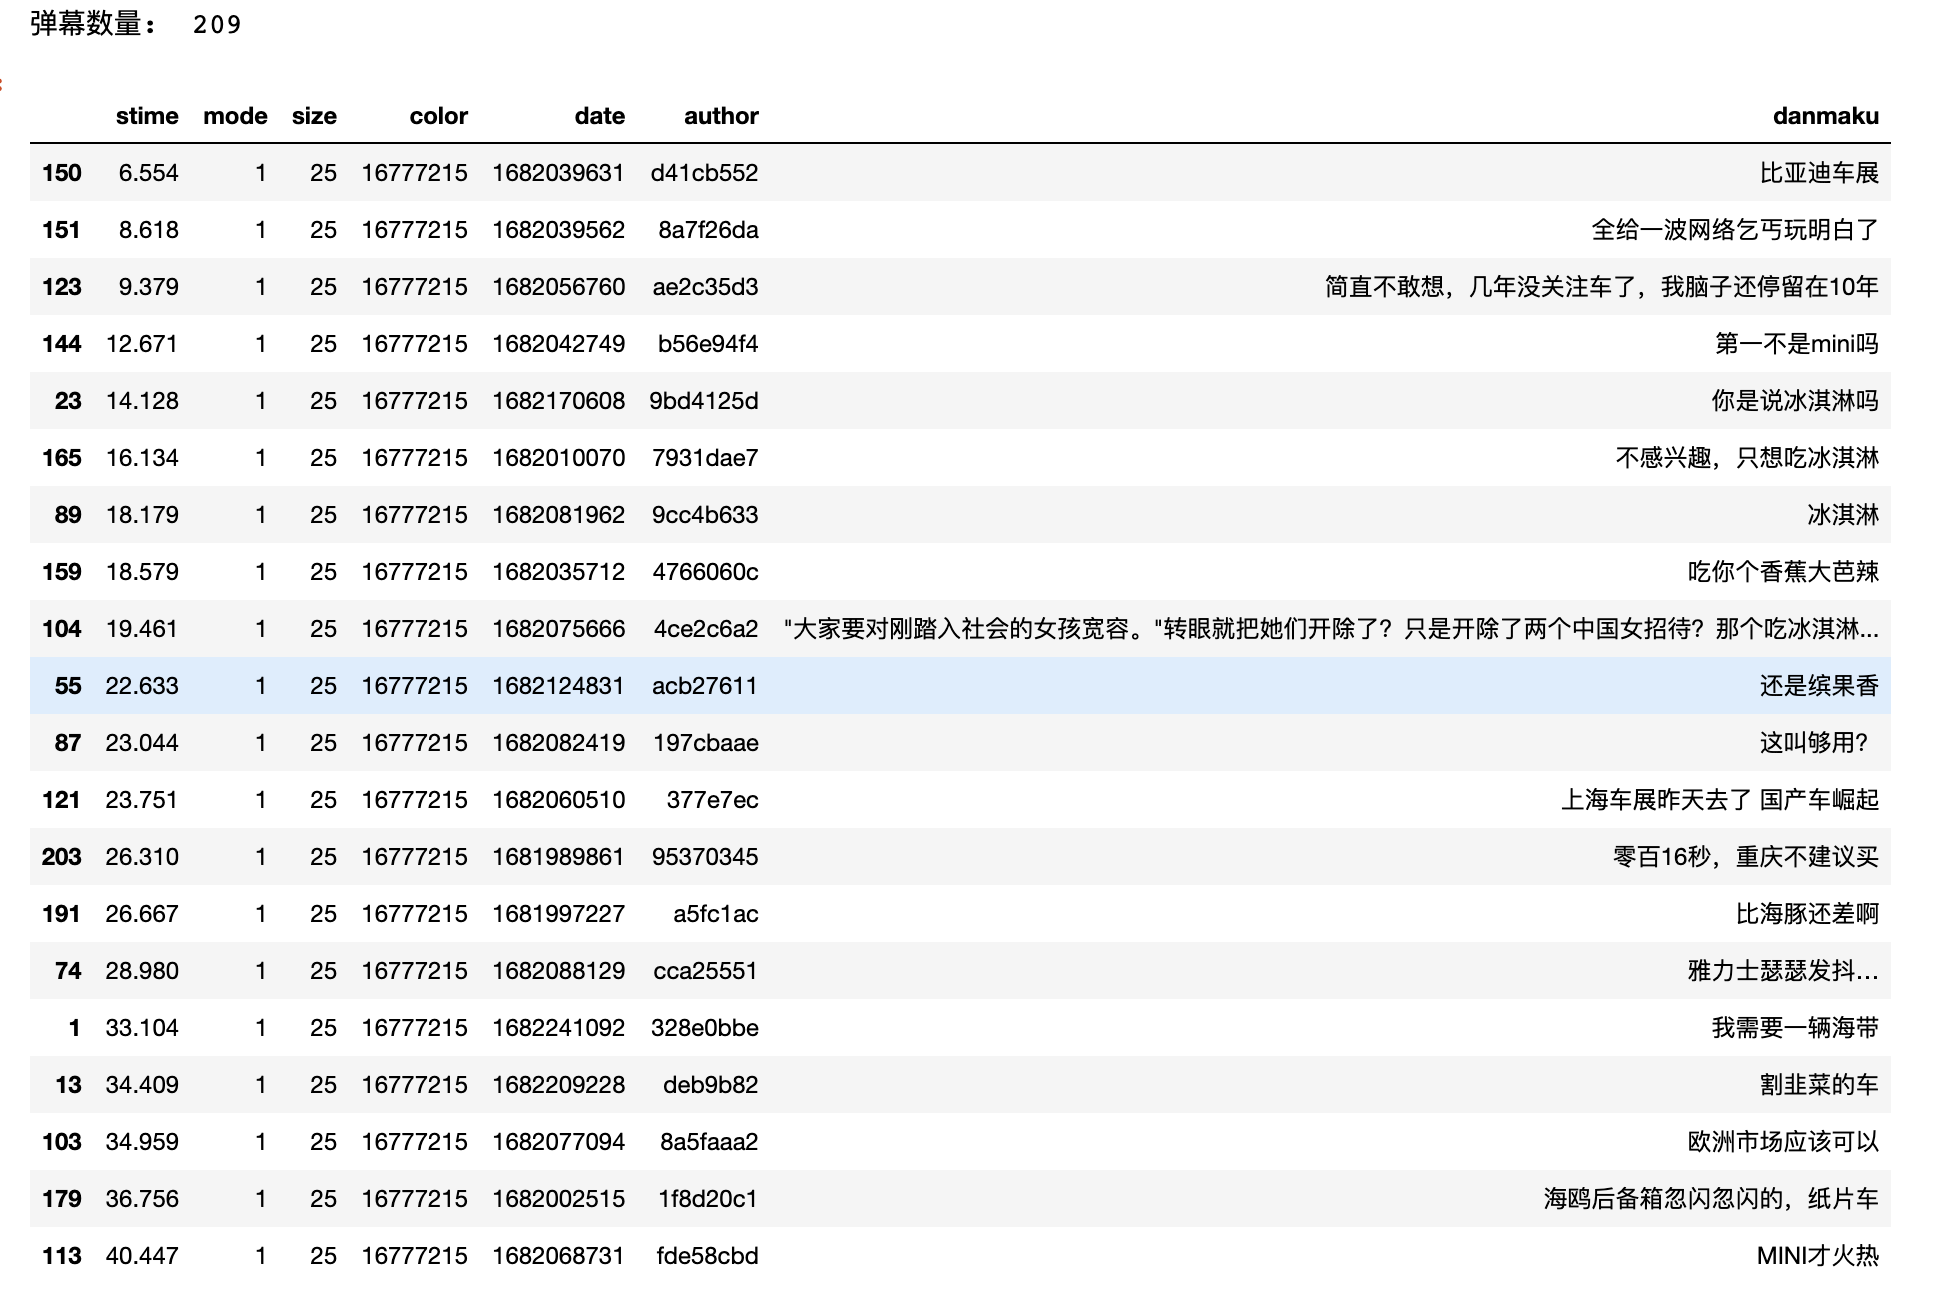 弹幕数量： 209
stime mode size color date author danmaku
150 6.554 1 25 16777215 1682039631 d41cb552 比亚迪车展
151 8.618 1 25 16777215 1682039562 8a7f26da 全给一波网络乞丐玩明白了
123 9.379 1 25 16777215 1682056760 ae2c35d3 简直不敢想，几年没关注车了，我脑子还停留在10年
144 12.671 1 25 16777215 1682042749 b56e94f4 第一不是mini吗
23 14.128 1 25 16777215 1682170608 9bd4125d 你是说冰淇淋吗
165 16.134 1 25 16777215 1682010070 7931dae7 不感兴趣，只想吃冰淇淋
89 18.179 1 25 16777215 1682081962 9cc4b633 冰淇淋
159 18.579 1 25 16777215 1682035712 4766060c 吃你个香蕉大芭辣
104 19.461 1 25 16777215 1682075666 4ce2c6a2 "大家要对刚踏入社会的女孩宽容。"转眼就把她们开除了？只是开除了两个中国女招待？那个吃冰淇淋...
55 22.633 1 25 16777215 1682124831 acb27611 还是缤果香
87 23.044 1 25 16777215 1682082419 197cbaae 这叫够用？
121 23.751 1 25 16777215 1682060510 377e7ec 上海车展昨天去了 国产车崛起
203 26.310 1 25 16777215 1681989861 95370345 零百16秒，重庆不建议买
191 26.667 1 25 16777215 1681997227 a5fc1ac 比海豚还差啊
74 28.980 1 25 16777215 1682088129 cca25551 雅力士瑟瑟发抖…
1 33.104 1 25 16777215 1682241092 328e0bbe 我需要一辆海带
13 34.409 1 25 16777215 1682209228 deb9b82 割韭菜的车
103 34.959 1 25 16777215 1682077094 8a5faaa2 欧洲市场应该可以
179 36.756 1 25 16777215 1682002515 1f8d20c1 海鸥后备箱忽闪忽闪的，纸片车
113 40.447 1 25 16777215 1682068731 fde58cbd MINI才火热